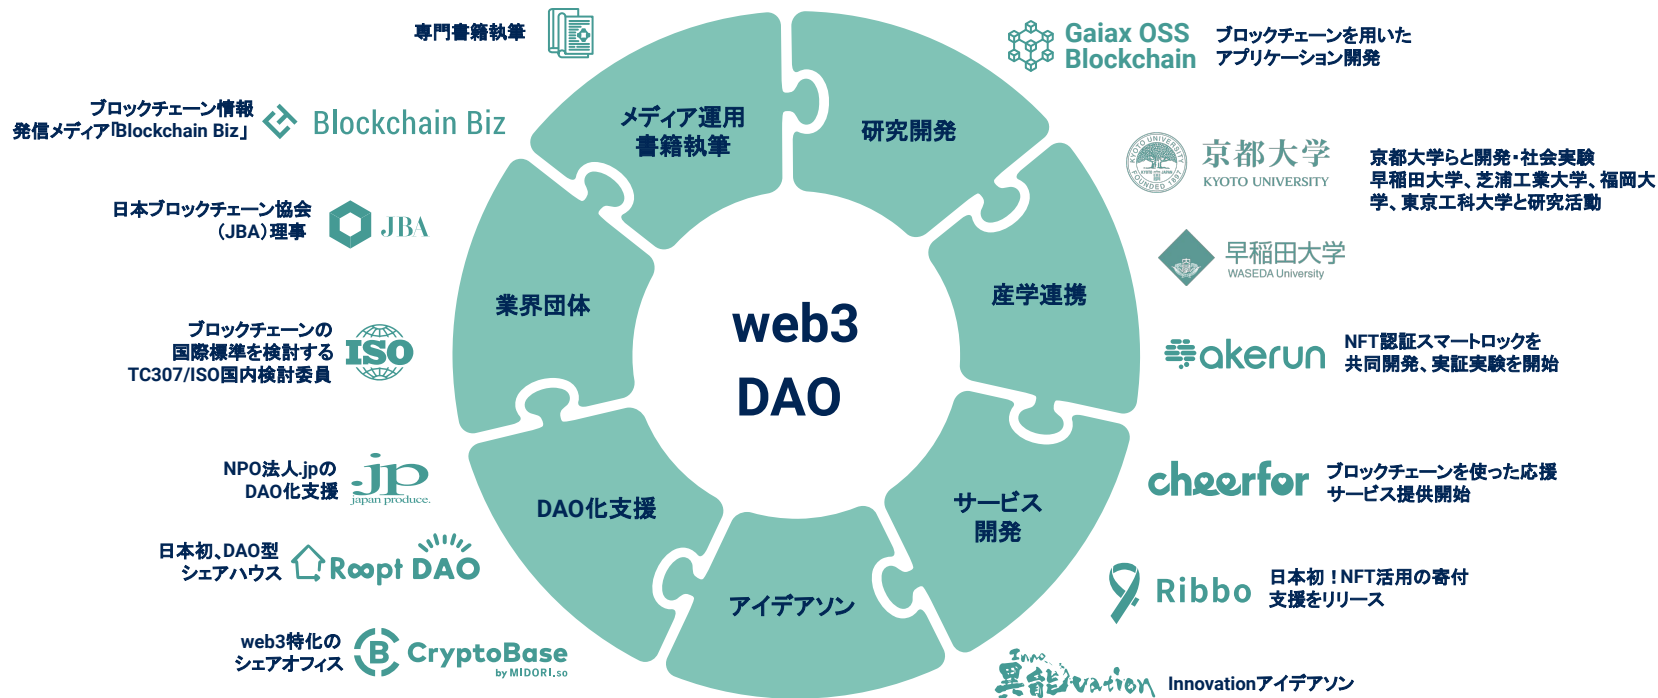 専門書籍執筆
ブロックチェーン情報
発信メディア「Blockchain Biz」
Blockchain Biz
日本ブロックチェーン協会
（JBA）理事
JBA
ブロックチェーンの
国際標準を検討する
TC307/ISO国内検討委員
ISO
NPO法人.jpの
DAO化支援
.jp
japan produce.
日本初、DAO型
シェアハウス
Roopt DAO
web3特化の
シェアオフィス
B
CryptoBase
by MIDORI.so
メディア運用
書籍執筆
研究開発
業界団体
産学連携
web3
DAO
DAO化支援
サービス
開発
アイデアソン
Gaiax OSS
Blockchain
ブロックチェーンを用いた
アプリケーション開発
KYOTO UNIVERSITY
FOUNDED 1897
京都大学
KYOTO UNIVERSITY
京都大学らと開発・社会実験
早稲田大学、芝浦工業大学、福岡大
学、東京工科大学と研究活動
早稲田大学
WASEDA University
akerun
NFT認証スマートロックを
共同開発、実証実験を開始
cheerfor
ブロックチェーンを使った応援
サービス提供開始
Ribbo
日本初！NFT活用の寄付
支援をリリース
Inno
異能vation
Innovationアイデアソン